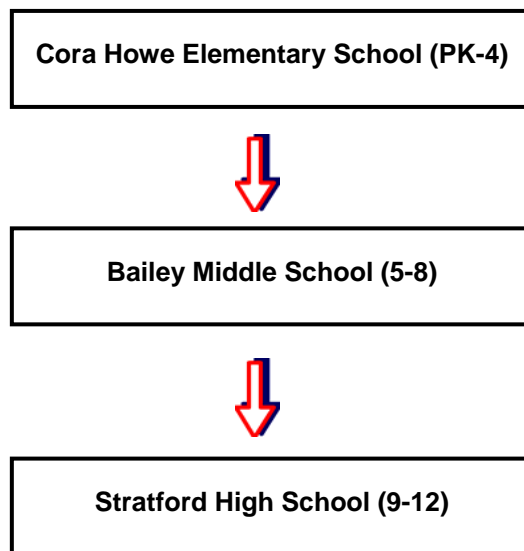 Cora Howe Elementary School (PK-4)
Bailey Middle School (5-8)
Stratford High School (9-12)